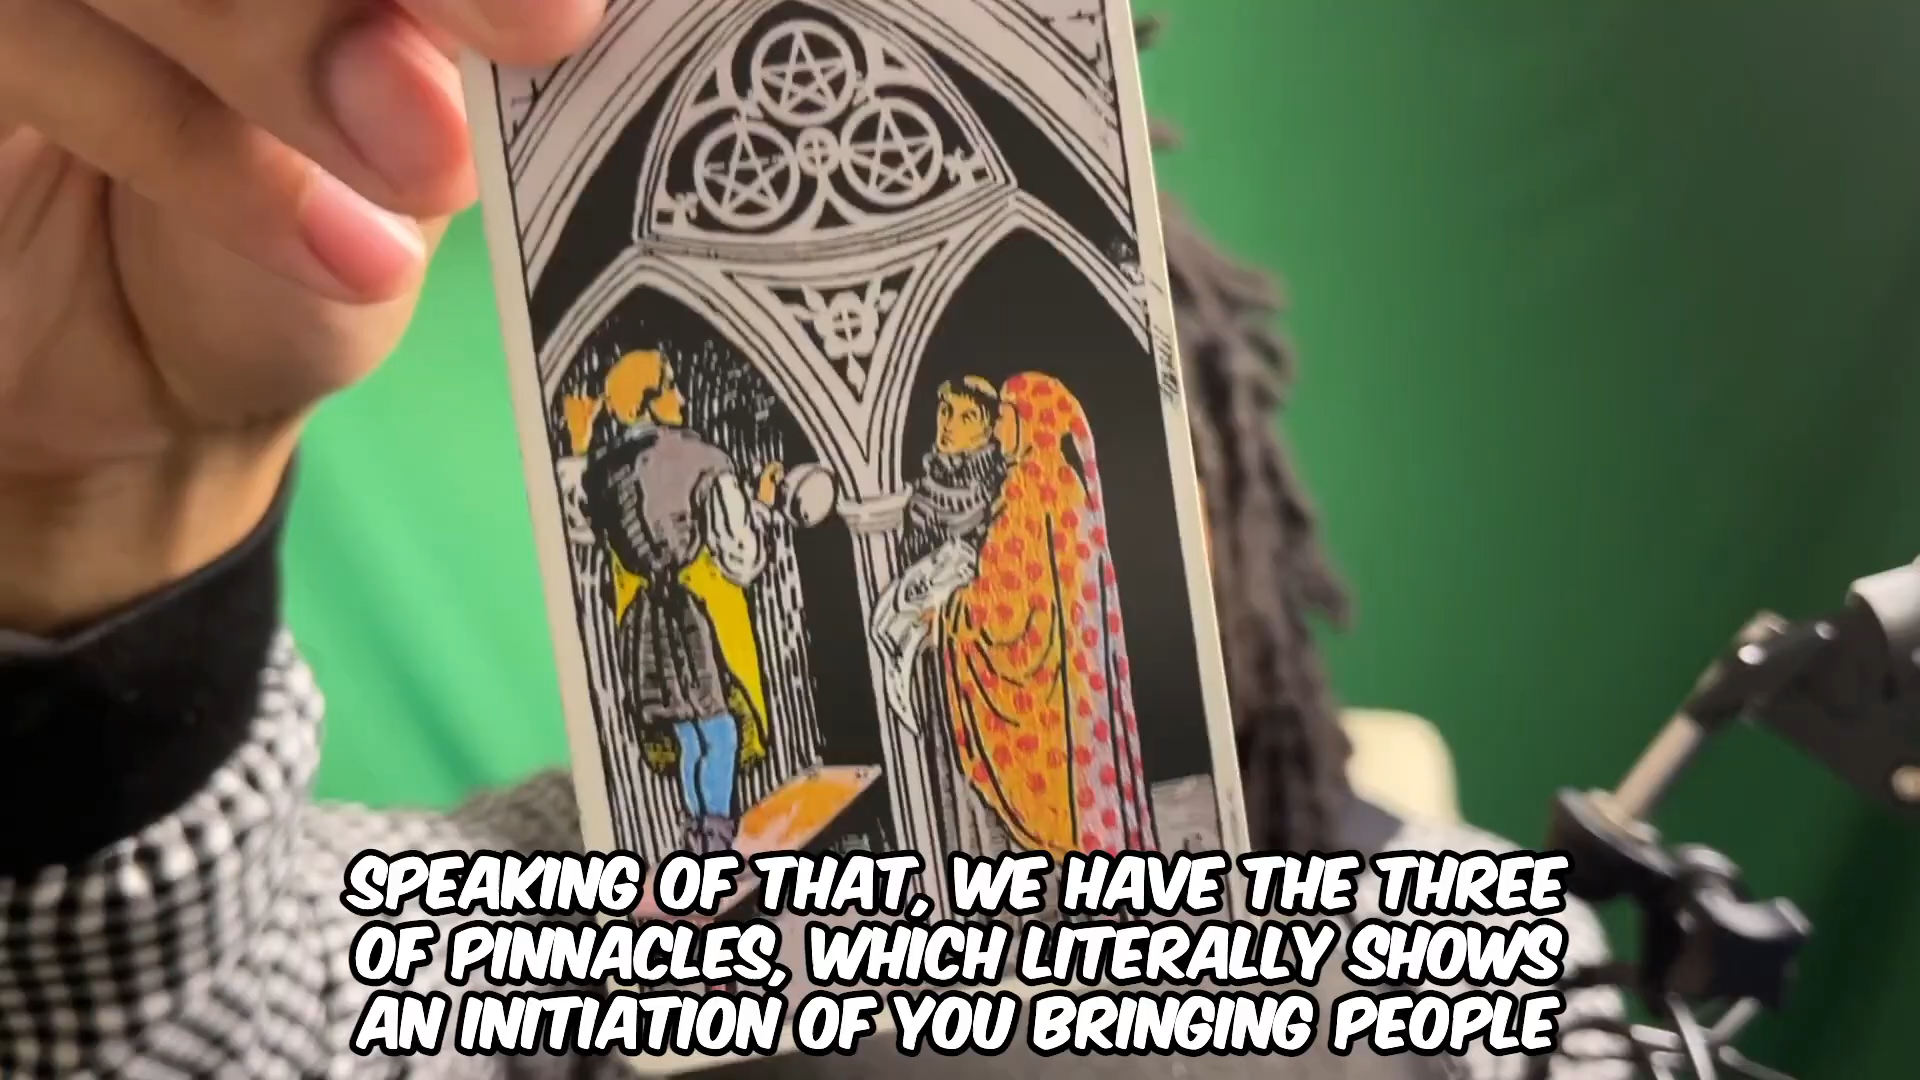 SPEAKING OF THAT, WE HAVE THE THREE
OF PINNACLES, WHICH LITERALLY SHOWS
AN INITIATION OF YOU BRINGING PEOPLE